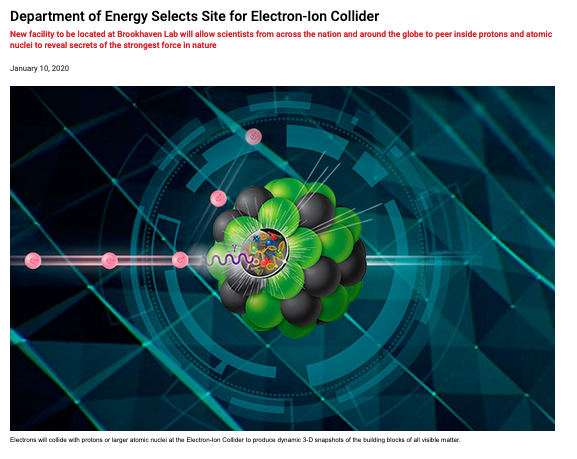 Department of Energy Selects Site for Electron-Ion Collider
New facility to be located at Brookhaven Lab will allow scientists from across the nation and around the globe to peer inside protons and atomic
nuclei to reveal secrets of the strongest force in nature
January 10, 2020
Electrons will collide with protons or larger atomic nuclei at the Electron-Ion Collider to produce dynamic 3-D snapshots of the building blocks of all visible matter.